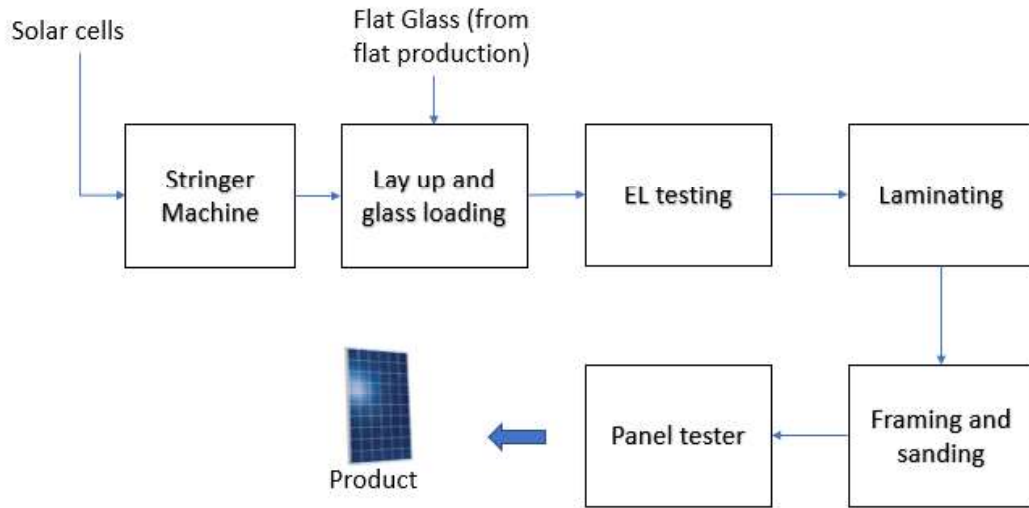 Solar cells
Flat Glass (from
flat production)
Stringer
Machine
Lay up and
glass loading
EL testing
Laminating
Framing and
sanding
Panel tester
Product